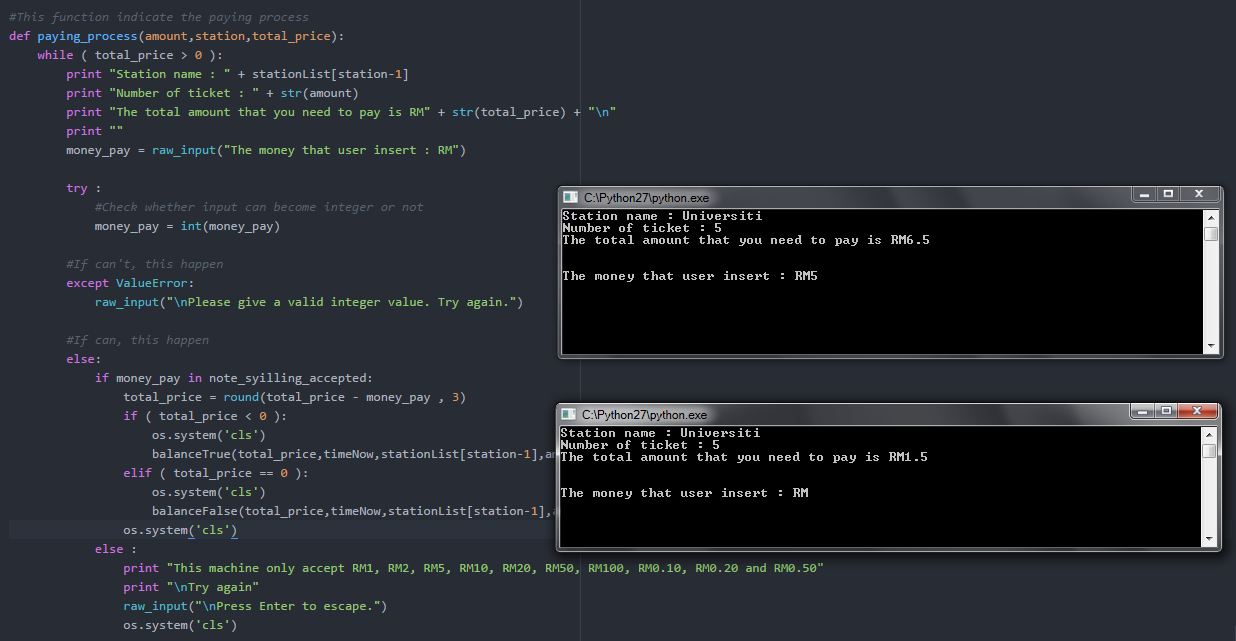 #This function indicate the paying process
def paying_process(amount,station,total_price):
    while ( total_price > 0 ):
        print "Station name : " + stationList[station-1]
        print "Number of ticket : " + str(amount)
        print "The total amount that you need to pay is RM" + str(total_price) + "\n"
        print ""
        money_pay = raw_input("The money that user insert : RM")
        try :
            #Check whether input can become integer or not
            money_pay = int(money_pay)
        #If can't, this happen
        except ValueError:
            raw_input("\nPlease give a valid integer value. Try again.")
        #If can, this happen
        else:
            if money_pay in note_syilling_accepted:
                total_price = round(total_price - money_pay , 3)
                if ( total_price < 0 ):
                    os.system('cls')
                    balanceTrue(total_price,timeNow,stationList[station-1],
                elif ( total_price == 0 ):
                    os.system('cls')
                    balanceFalse(total_price,timeNow,stationList[station-1],
                os.system('cls')
            else :
                print "This machine only accept RM1, RM2, RM5, RM10, RM20, RM50, RM100, RM0.10, RM0.20 and RM0.50"
                print "\nTry again"
                raw_input("\nPress Enter to escape.")
                os.system('cls')
C:\Python27\python.exe
Station name : Universiti
Number of ticket : 5
The total amount that you need to pay is RM6.5
The money that user insert : RM5
C:\Python27\python.exe
Station name : Universiti
Number of ticket : 5
The total amount that you need to pay is RM1.5
The money that user insert : RM